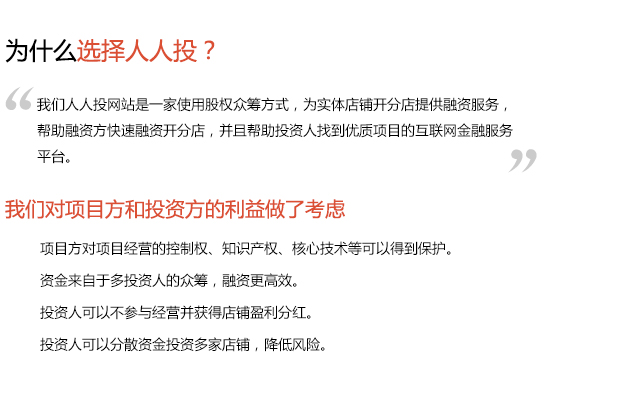 为什么选择人人投？
“我们人人投网站是一家使用股权众筹方式，为实体店铺开分店提供融资服务，
帮助融资方快速融资开分店，并且帮助投资人找到优质项目的互联网金融服务
平台。”
我们对项目方和投资方的利益做了考虑
项目方对项目经营的控制权、知识产权、核心技术等可以得到保护。
资金来自于多投资人的众筹，融资更高效。
投资人可以不参与经营并获得店铺盈利分红。
投资人可以分散资金投资多家店铺，降低风险。